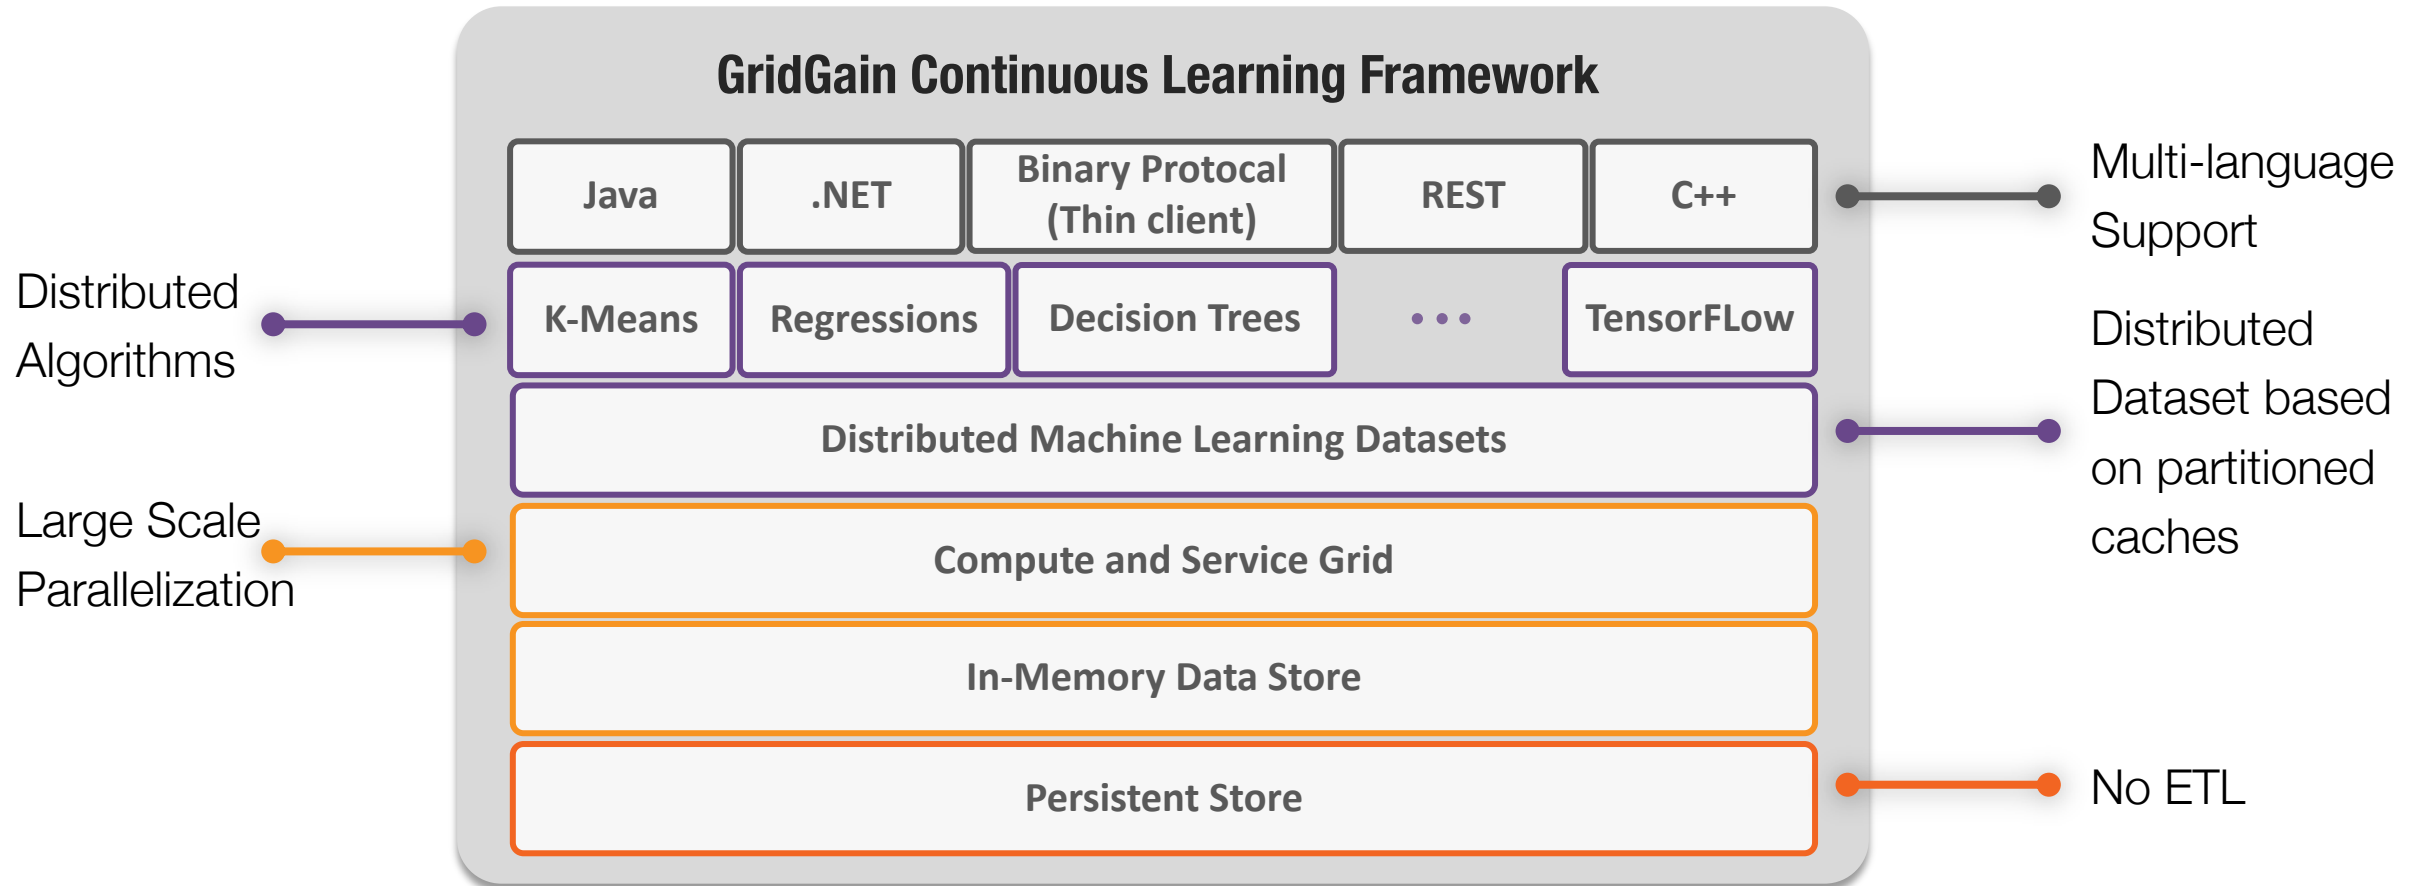 GridGain Continuous Learning Framework
Java
.NET
Binary Protocal
(Thin client)
REST
C++
Multi-language
Support
Distributed
Algorithms
K-Means
Regressions
Decision Trees
...
TensorFLow
Distributed Machine Learning Datasets
Distributed
Dataset based
on partitioned
caches
Large Scale
Parallelization
Compute and Service Grid
In-Memory Data Store
Persistent Store
No ETL